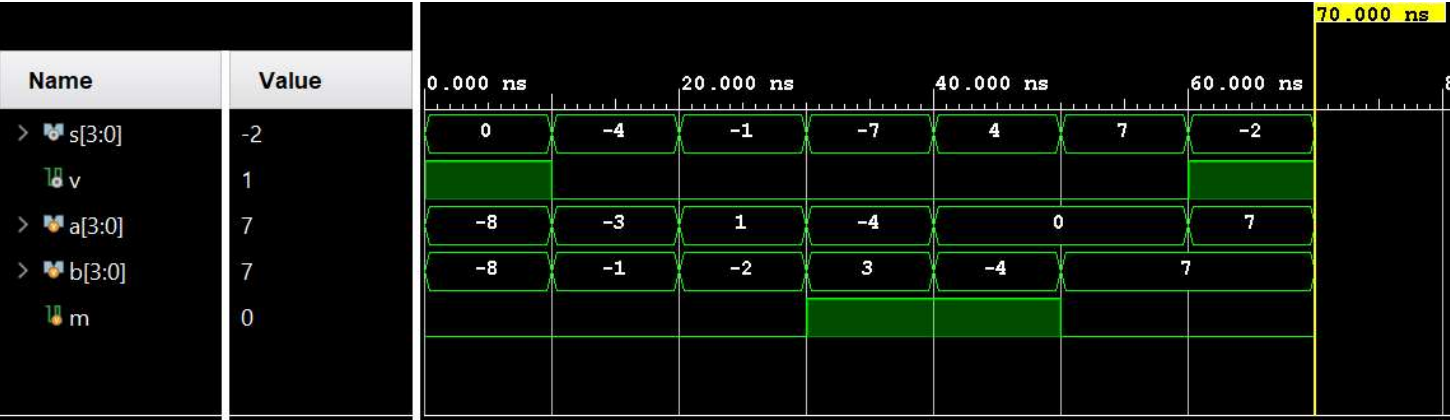 70.000 ns
Name Value 0.000 ns 20.000 ns 40.000 ns 60.000 ns 8
s[3:0] -2 0 -4 -1 -7 4 7 -2
v 1
a[3:0] 7 -8 -3 1 -4 0 7
b[3:0] 7 -8 -1 -2 3 -4 7
m 0